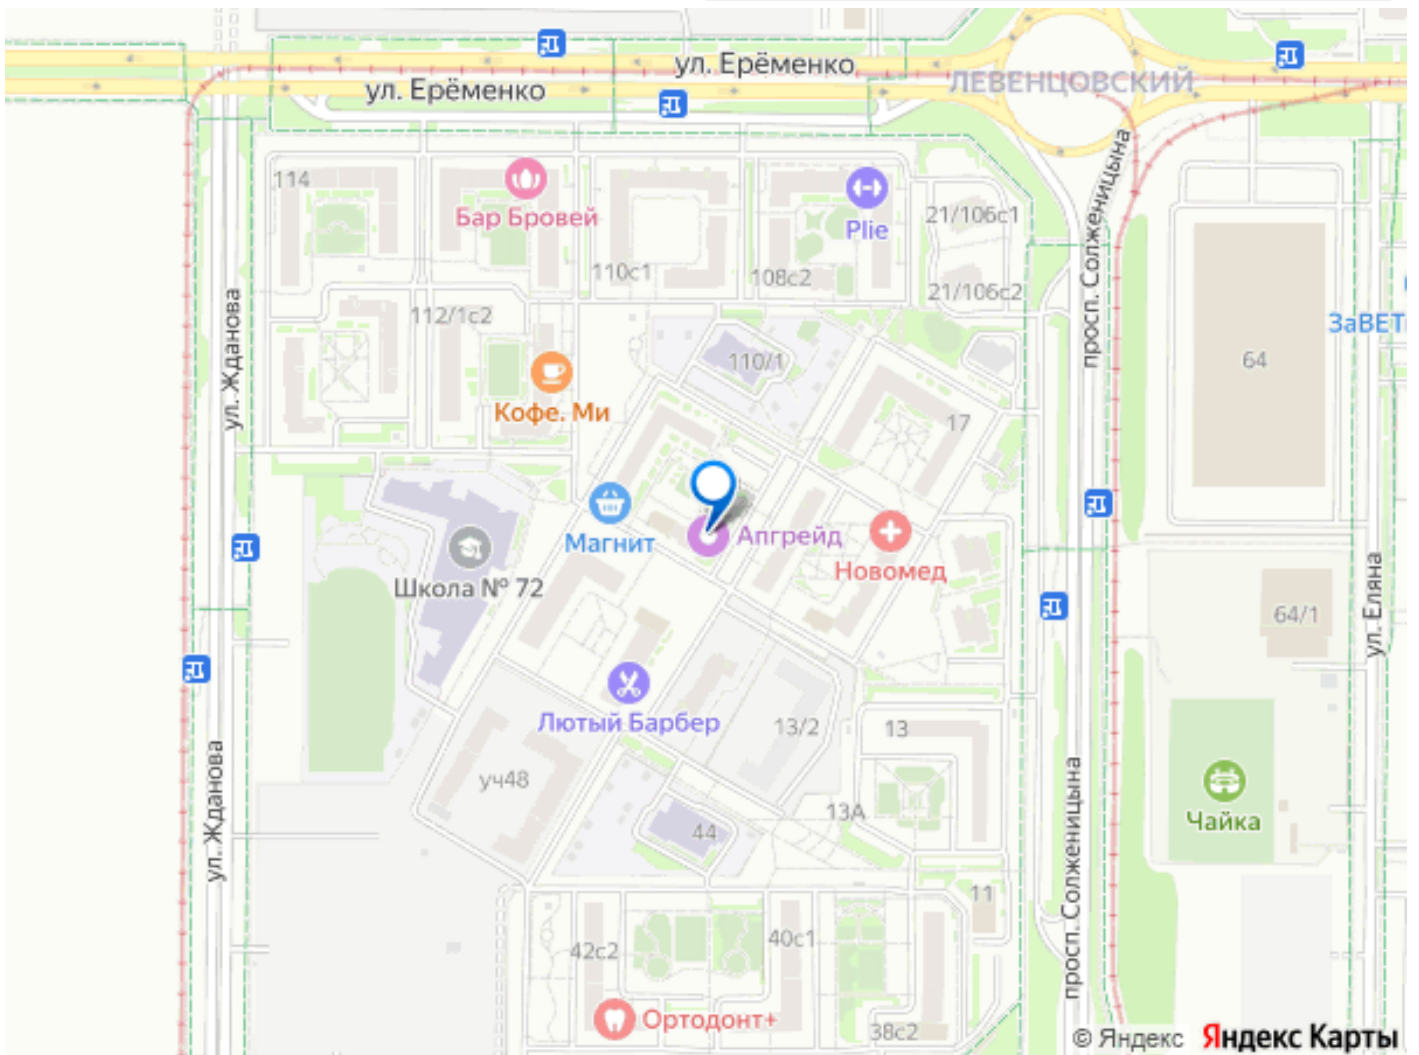 ул. Ерёменко
ул. Ерёменко
ЛЕВЕНЦОВСКИЙ
114
Бар Бровей
Plie
21/106с1
110с1
108с2
21/106с2
просп. Солженицына
ул. Жданова
112/1с2
110/1
64
Кофе. Ми
17
Магнит
Апгрейд
Новомед
Школа № 72
64/1
ул. Еляна
Лютый Барбер
13/2
13
уч48
13А
44
Чайка
ул. Жданова
просп. Солженицына
11
42с2
40с1
Ортодонт+
38с2
© Яндекс Яндекс Карты